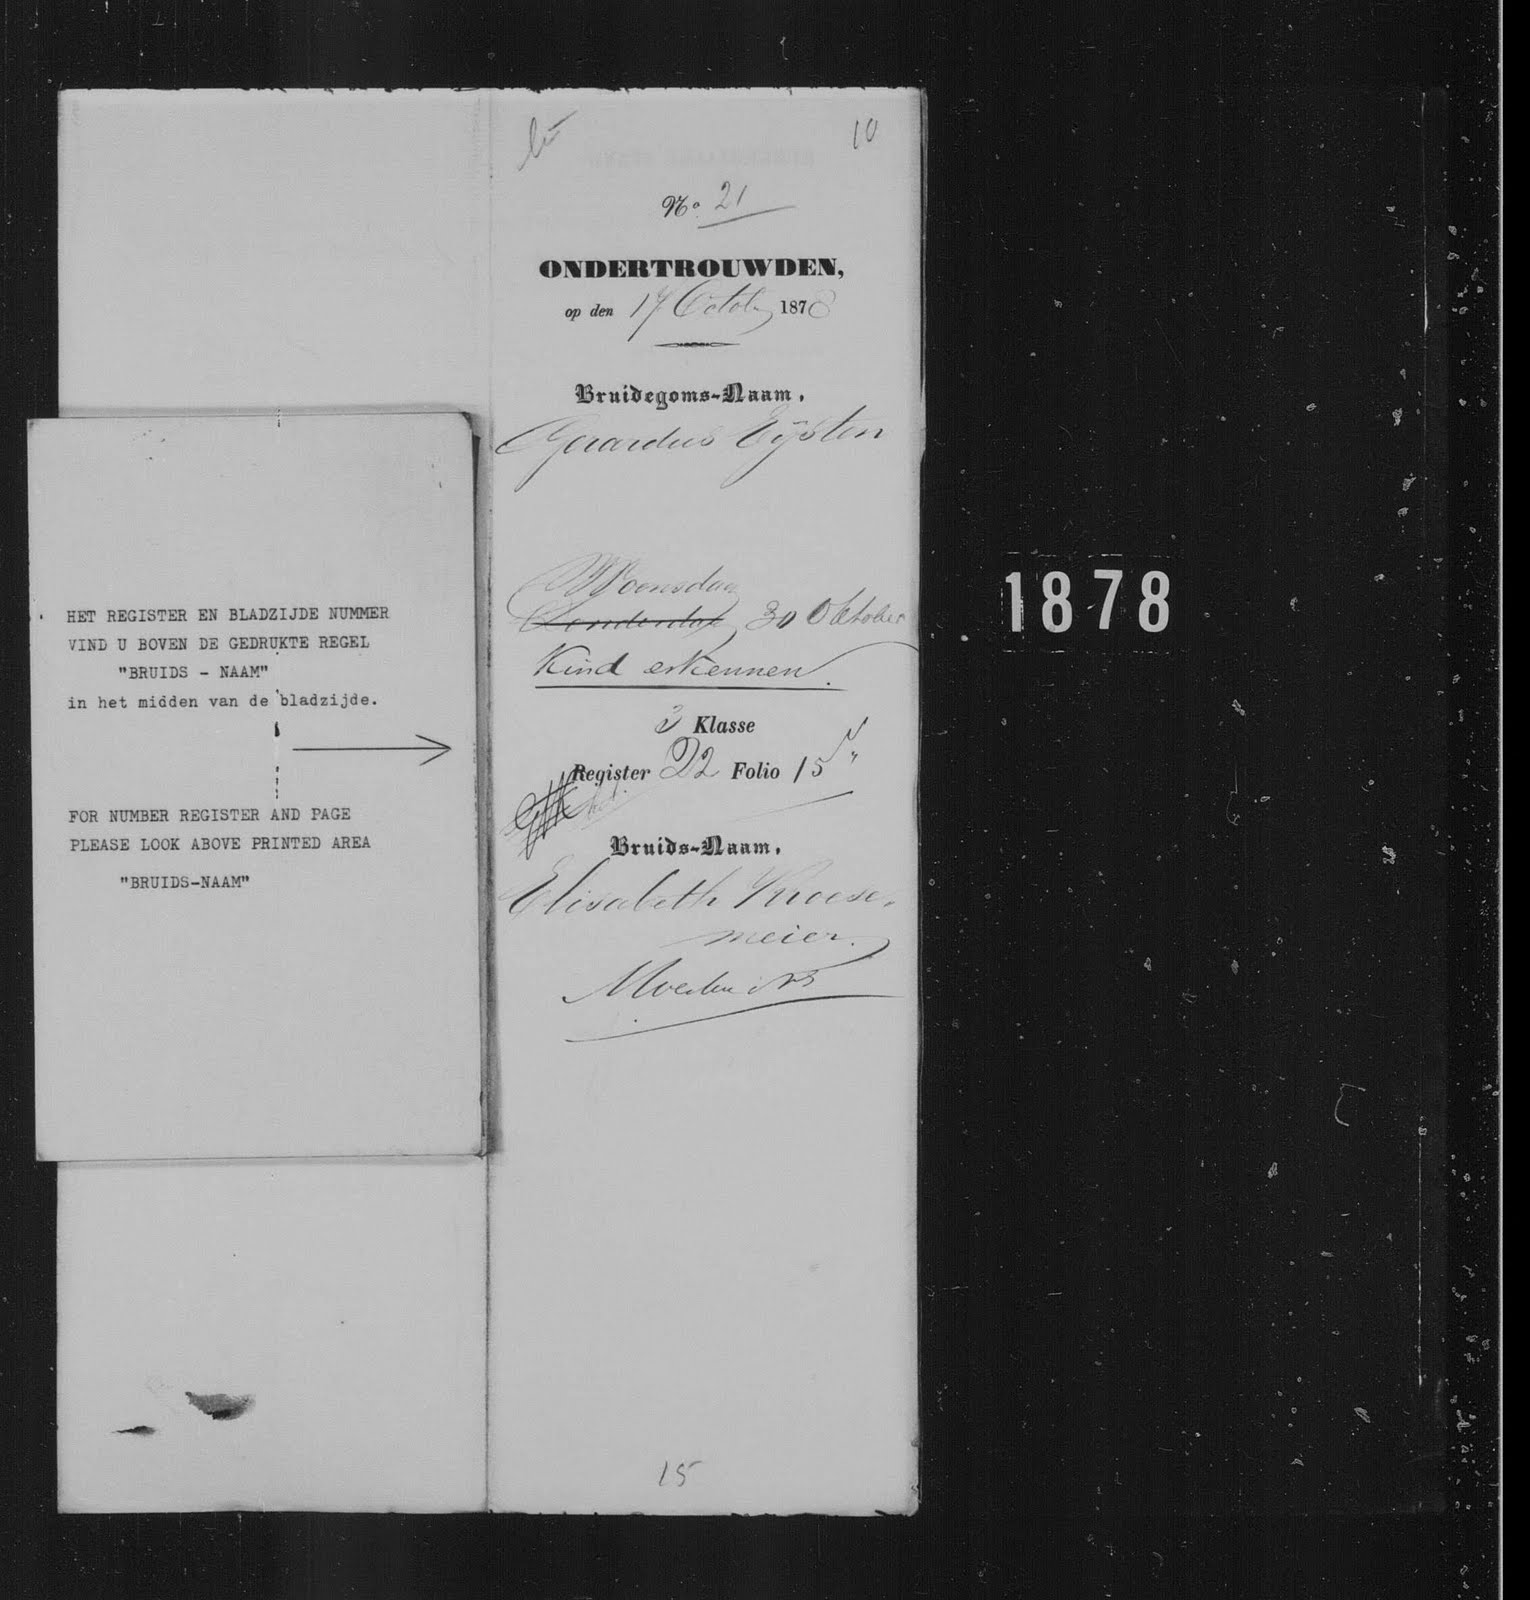 10
No. 21
ONDERTROUWDEN,
op den 17 Octob 1878
Bruidegoms-Naam.
Gerardus Eijsten
Woensdag
Donderdag 30 Oktober
Kind erkennen.
3 Klasse
Register 22 Folio 15
Bruids-Naam.
Elisabeth Kroese-
meier.
15
HET REGISTER EN BLADZIJDE NUMMER
VIND U BOVEN DE GEDRUKTE REGEL
"BRUIDS - NAAM"
in het midden van de bladzijde.
FOR NUMBER REGISTER AND PAGE
PLEASE LOOK ABOVE PRINTED AREA
"BRUIDS-NAAM"
1878